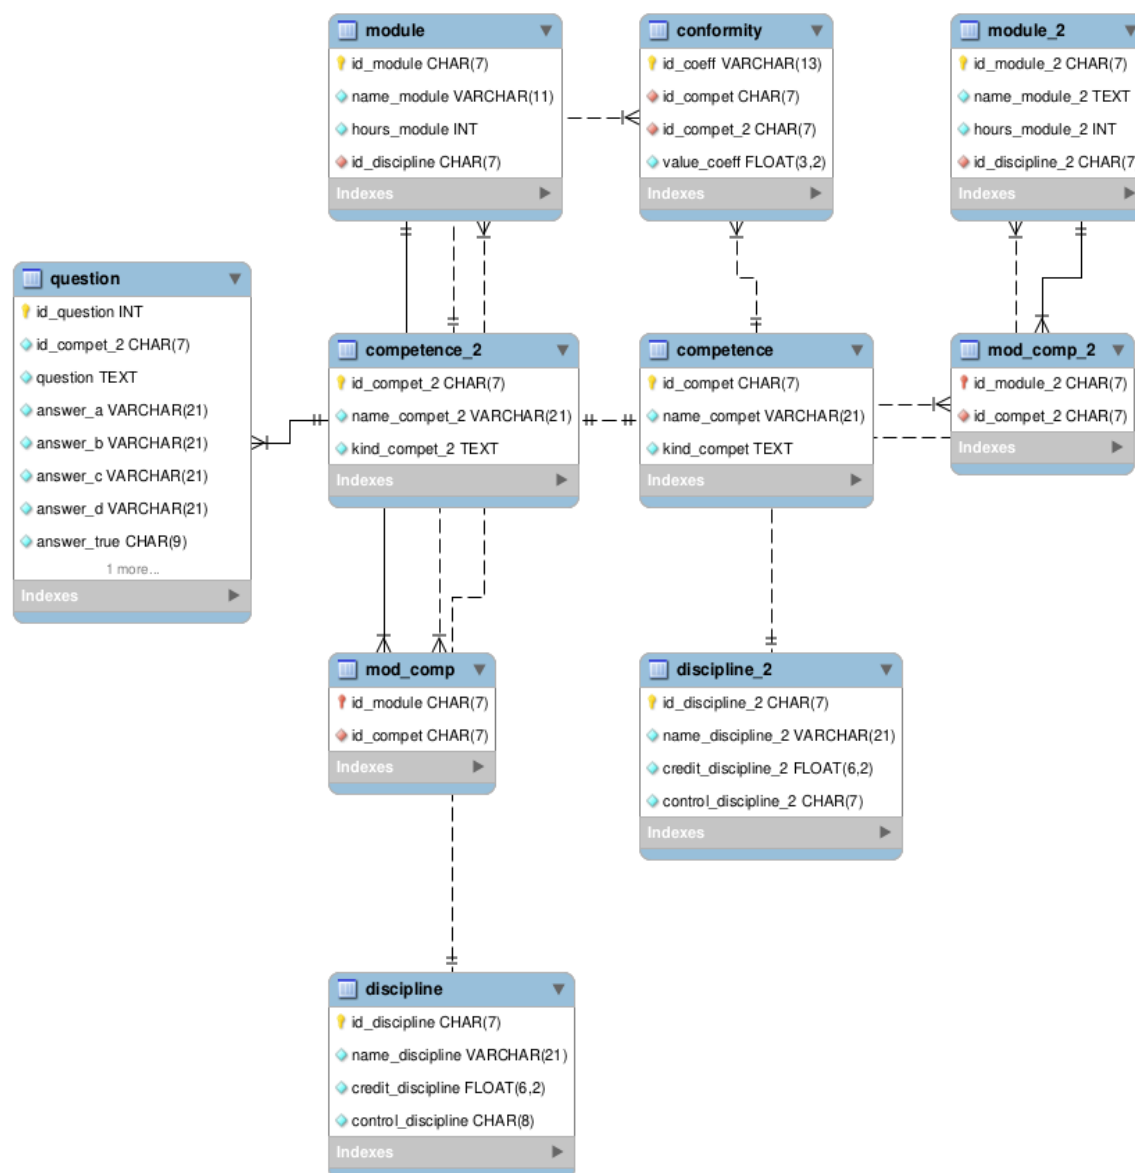 module
id_module CHAR(7)
name_module VARCHAR(11)
hours_module INT
id_discipline CHAR(7)
Indexes
conformity
id_coeff VARCHAR(13)
id_compet CHAR(7)
id_compet_2 CHAR(7)
value_coeff FLOAT(3,2)
Indexes
module_2
id_module_2 CHAR(7)
name_module_2 TEXT
hours_module_2 INT
id_discipline_2 CHAR(7
Indexes
question
id_question INT
id_compet_2 CHAR(7)
question TEXT
answer_a VARCHAR(21)
answer_b VARCHAR(21)
answer_c VARCHAR(21)
answer_d VARCHAR(21)
answer_true CHAR(9)
1 more...
Indexes
competence_2
id_compet_2 CHAR(7)
name_compet_2 VARCHAR(21)
kind_compet_2 TEXT
Indexes
competence
id_compet CHAR(7)
name_compet VARCHAR(21)
kind_compet TEXT
Indexes
mod_comp_2
id_module_2 CHAR(7)
id_compet_2 CHAR(7)
Indexes
mod_comp
id_module CHAR(7)
id_compet CHAR(7)
Indexes
discipline_2
id_discipline_2 CHAR(7)
name_discipline_2 VARCHAR(21)
credit_discipline_2 FLOAT(6,2)
control_discipline_2 CHAR(7)
Indexes
discipline
id_discipline CHAR(7)
name_discipline VARCHAR(21)
credit_discipline FLOAT(6,2)
control_discipline CHAR(8)
Indexes